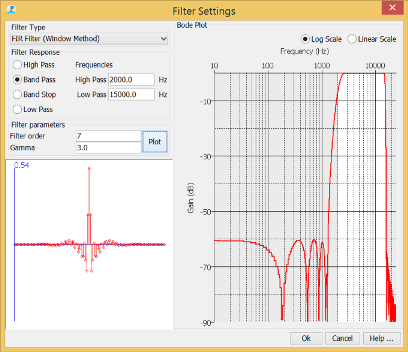 Filter Settings
Filter Type
FIR Filter (Window Method)
Filter Response
High Pass
Frequencies
Band Pass
High Pass 2000.0 Hz
Band Stop
Low Pass 15000.0 Hz
Low Pass
Filter parameters
Filter order 7
Gamma 3.0
Plot
0.54
Bode Plot
Log Scale
Linear Scale
Frequency (Hz)
10 100 1000 10000
-10
-30
-50
-60
-70
-90
Gain (dB)
Ok
Cancel
Help ...